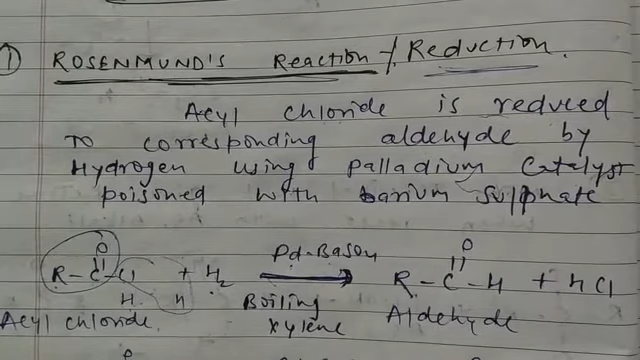 ① ROSENMUND'S Reaction / Reduction.
Acyl chloride is reduced
to corresponding aldehyde by
Hydrogen using palladium Catalyst
poisoned with barium sulphate
O O
R-C-Cl + H2 Pd-BaSO4 R-C-H + HCl
H H Boiling
Acyl chloride. xylene Aldehyde